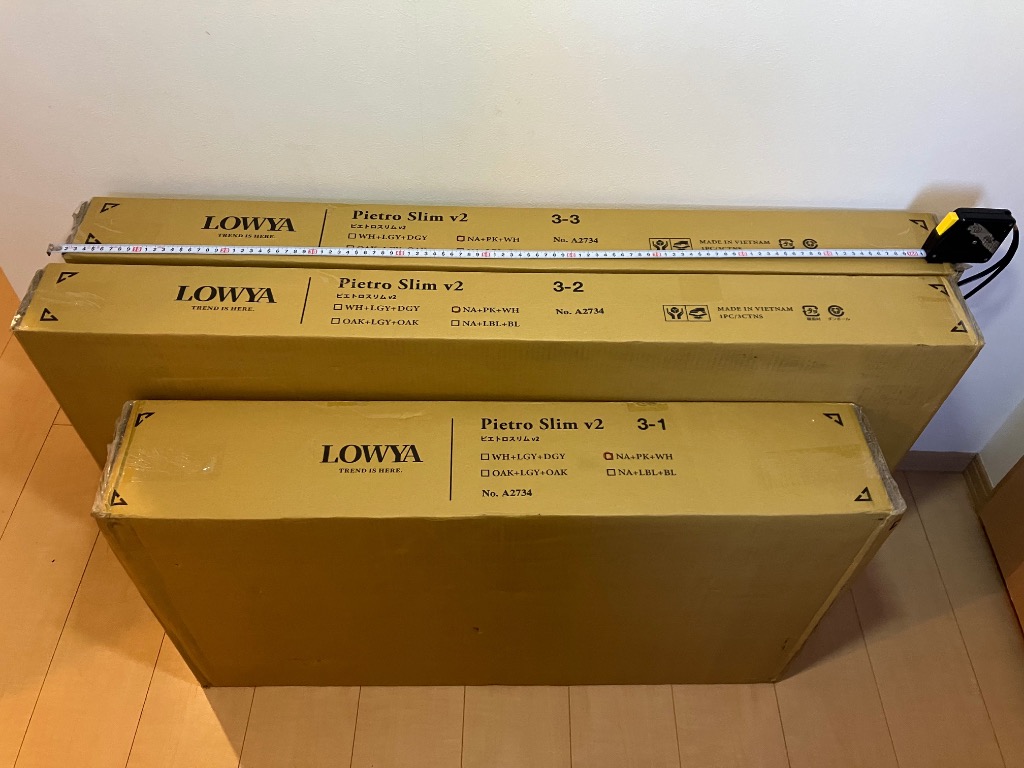 LOWYA
TREND IS HERE.
Pietro Slim v2
3-3
ピエトロスリム v2
WH+LGY+DGY
NA+PK+WH
No. A2734
MADE IN VIETNAM
1PC/3CTNS
LOWYA
TREND IS HERE.
Pietro Slim v2
3-2
ピエトロスリム v2
WH+LGY+DGY
NA+PK+WH
No. A2734
OAK+LGY+OAK
NA+LBL+BL
MADE IN VIETNAM
1PC/3CTNS
LOWYA
TREND IS HERE.
Pietro Slim v2
3-1
ピエトロスリム v2
WH+LGY+DGY
NA+PK+WH
OAK+LGY+OAK
NA+LBL+BL
No. A2734